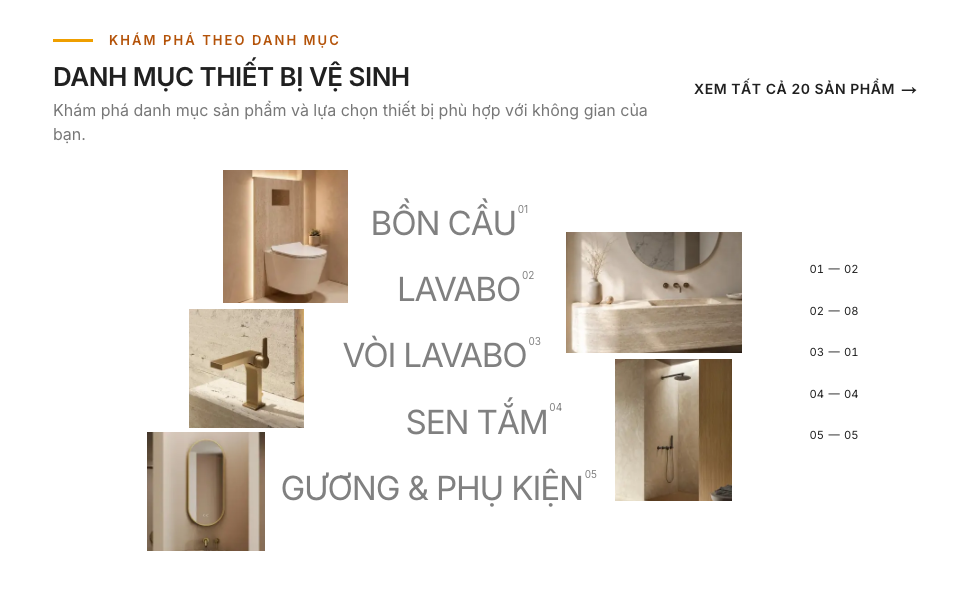 KHÁM PHÁ THEO DANH MỤC
DANH MỤC THIẾT BỊ VỆ SINH
Khám phá danh mục sản phẩm và lựa chọn thiết bị phù hợp với không gian của
bạn.
XEM TẤT CẢ 20 SẢN PHẨM →
BỒN CẦU 01
LAVABO 02
VÒI LAVABO 03
SEN TẮM 04
GƯƠNG & PHỤ KIỆN 05
01 — 02
02 — 08
03 — 01
04 — 04
05 — 05